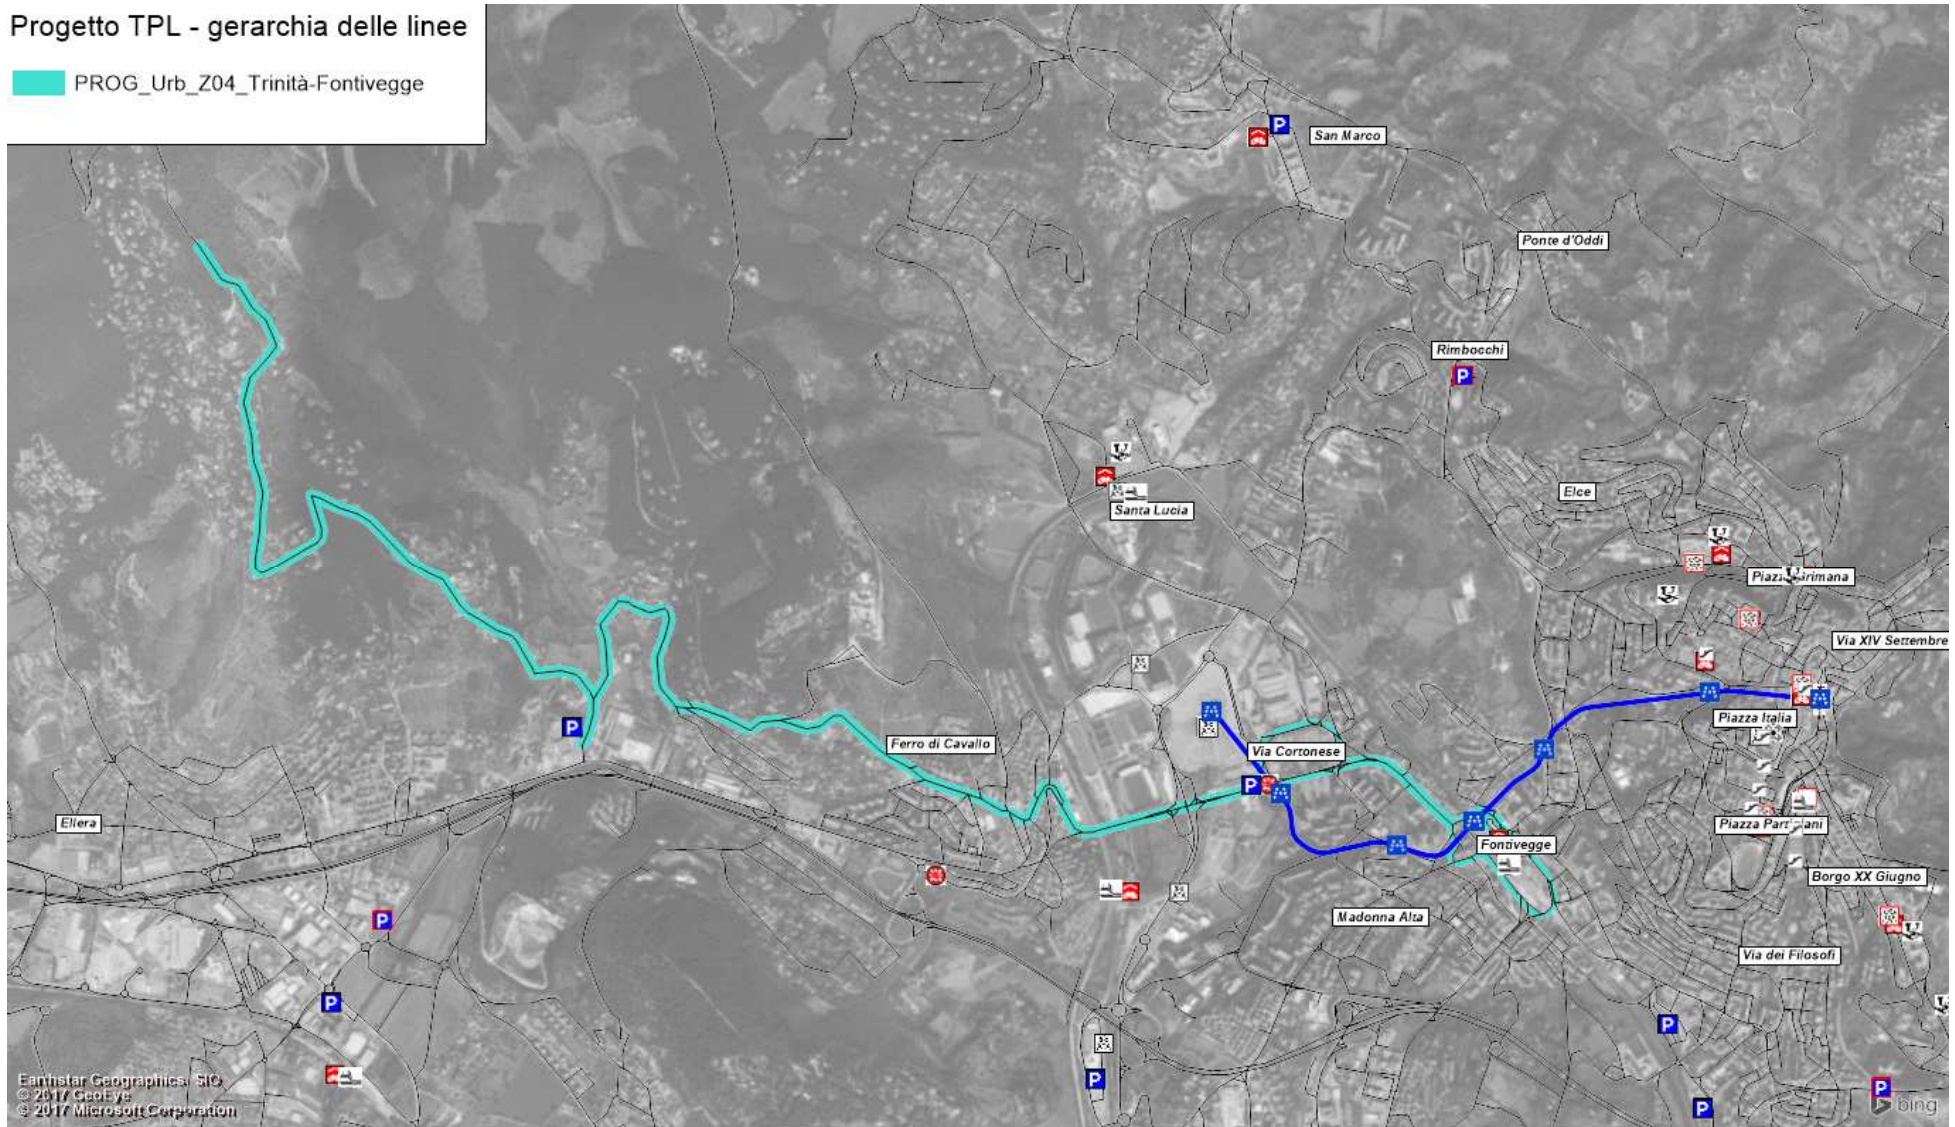 Progetto TPL - gerarchia delle linee
PROG_Urb_Z04_Trinità-Fontivegge
San Marco
Ponte d'Oddi
Rimbocchi
Elce
Santa Lucia
Via XIV Settembre
Piazza Italia
Ferro di Cavallo
Via Cortonese
Ellera
Fontivegge
Borgo XX Giugno
Madonna Alta
Via dei Filosofi
P
P
P
P
P
P
P
P
P
P
Earthstar Geographics SIO
© 2017 GeoEye
© 2017 Microsoft Corporation
bing